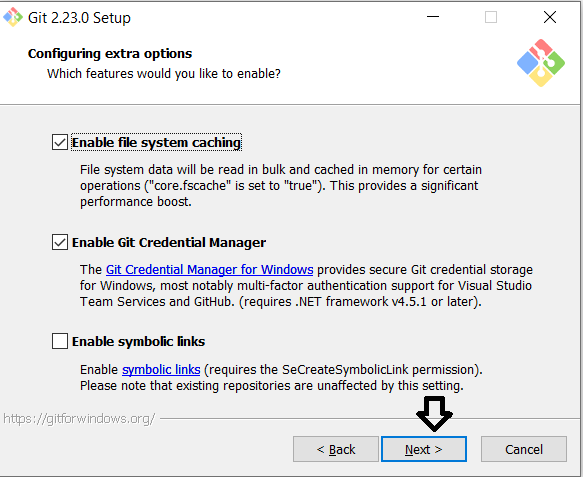 Git 2.23.0 Setup
Configuring extra options
Which features would you like to enable?
Enable file system caching
File system data will be read in bulk and cached in memory for certain
operations ("core.fscache" is set to "true"). This provides a significant
performance boost.
Enable Git Credential Manager
The Git Credential Manager for Windows provides secure Git credential storage
for Windows, most notably multi-factor authentication support for Visual Studio
Team Services and GitHub. (requires .NET framework v4.5.1 or later).
Enable symbolic links
Enable symbolic links (requires the SeCreateSymbolicLink permission).
Please note that existing repositories are unaffected by this setting.
https://gitforwindows.org/
< Back Next > Cancel